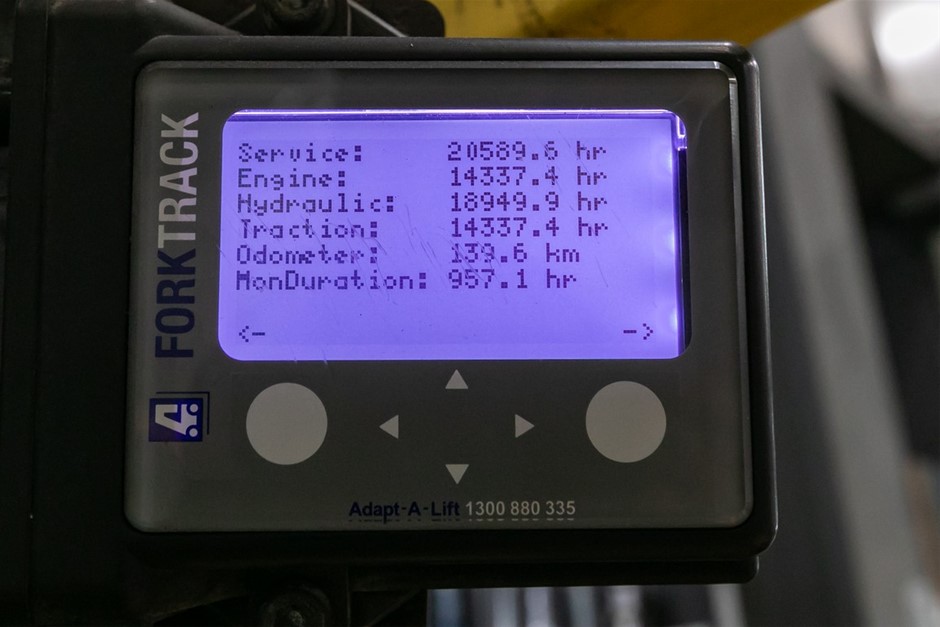 FORKTRACK
Service: 20589.6 hr
Engine: 14337.4 hr
Hydraulic: 18949.9 hr
Traction: 14337.4 hr
Odometer: 139.6 km
MonDuration: 957.1 hr
<- ->
Adapt-A-Lift 1300 880 335